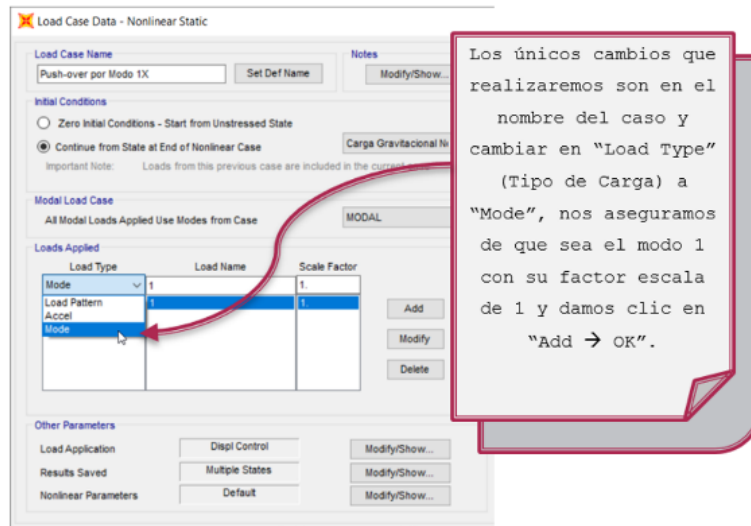 Load Case Data - Nonlinear Static
Load Case Name
Push-over por Modo 1X
Set Def Name
Notes
Modify/Show...
Initial Conditions
Zero Initial Conditions - Start from Unstressed State
Continue from State at End of Nonlinear Case
Carga Gravitacional
Important Note: Loads from this previous case are included in the current
Modal Load Case
All Modal Loads Applied Use Modes from Case
MODAL
Loads Applied
Load Type Load Name Scale Factor
Mode 1 1.
Load Pattern 1 1.
Accel
Mode
Add
Modify
Delete
Other Parameters
Load Application Displ Control Modify/Show...
Results Saved Multiple States Modify/Show...
Nonlinear Parameters Default Modify/Show...
Los únicos cambios que
realizaremos son en el
nombre del caso y
cambiar en “Load Type”
(Tipo de Carga) a
“Mode”, nos aseguramos
de que sea el modo 1
con su factor escala
de 1 y damos clic en
“Add → OK”.